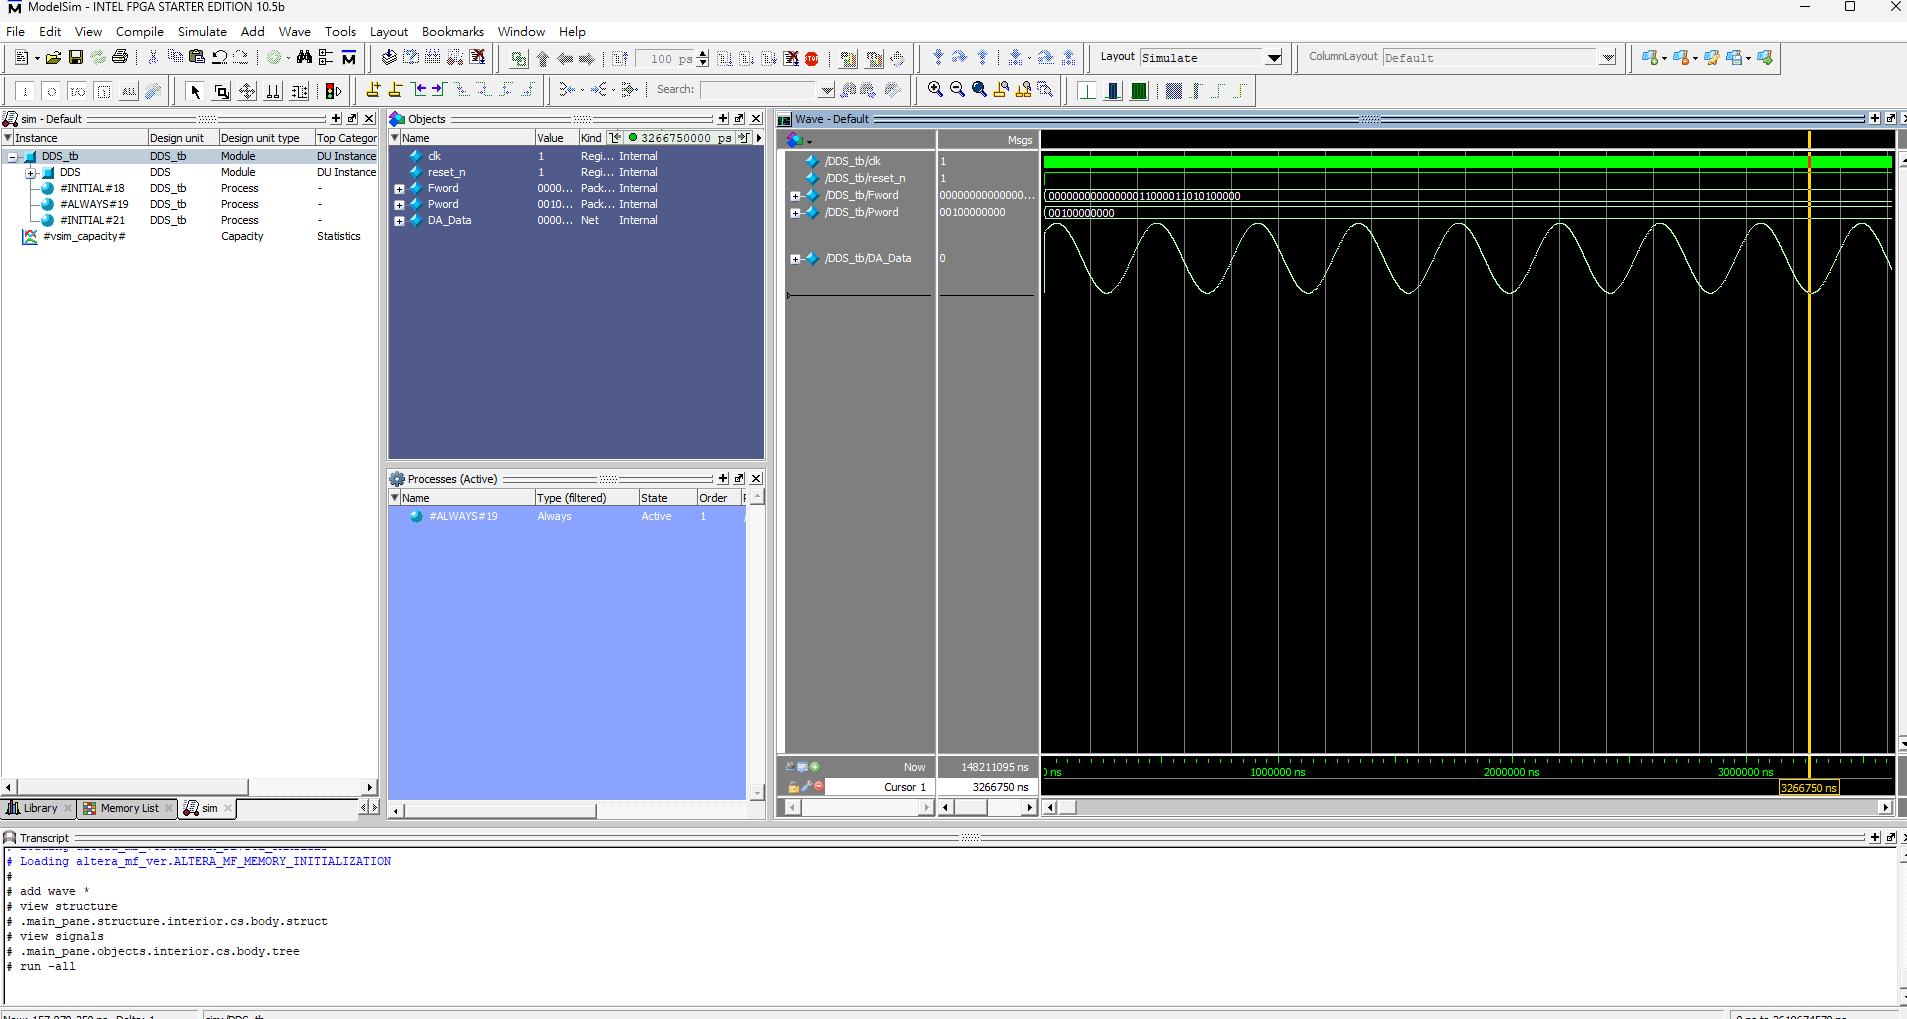 ModelSim - INTEL FPGA STARTER EDITION 10.5b
File Edit View Compile Simulate Add Wave Tools Layout Bookmarks Window Help
100 ps
Layout Simulate
ColumnLayout Default
Search:
sim - Default
Instance Design unit Design unit type Top Categor
DDS_tb DDS_tb Module DU Instance
DDS DDS Module DU Instance
#INITIAL#18 DDS_tb Process -
#ALWAYS#19 DDS_tb Process -
#INITIAL#21 DDS_tb Process -
#vsim_capacity# Capacity Statistics
Library Memory List sim
Objects
Name Value Kind 3266750000 ps
clk 1 Regi... Internal
reset_n 1 Regi... Internal
Fword 0000... Pack... Internal
Pword 0010... Pack... Internal
DA_Data 0000... Net Internal
Processes (Active)
Name Type (filtered) State Order
#ALWAYS#19 Always Active 1
Wave - Default
Msgs
/DDS_tb/clk 1
/DDS_tb/reset_n 1
/DDS_tb/Fword 00000000000000...
/DDS_tb/Pword 00100000000 00100000000
/DDS_tb/DA_Data 0
Now 148211095 ns
1000000 ns 2000000 ns 3000000 ns
Cursor 1 3266750 ns 3266750 ns
Transcript
# Loading altera_mf_ver.ALTERA_MF_MEMORY_INITIALIZATION
#
# add wave *
# view structure
# .main_pane.structure.interior.cs.body.struct
# view signals
# .main_pane.objects.interior.cs.body.tree
# run -all